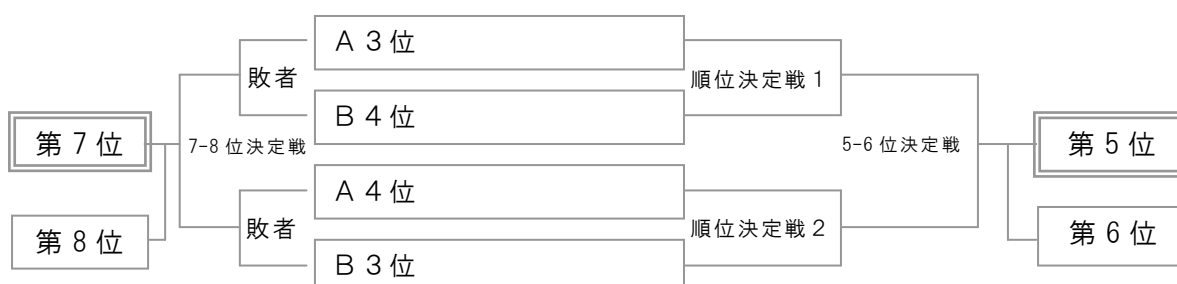 A3位
敗者
順位決定戦1
B4位
第7位
7-8位決定戦
5-6位決定戦
第5位
A4位
敗者
順位決定戦2
第8位
第6位
B3位